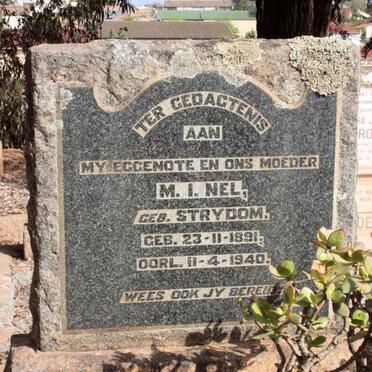 TER GEDAGTENIS
AAN
MY EGGENOTE EN ONS MOEDER
M. I. NEL,
GEB. STRYDOM.
GEB. 23-11-1891,
OORL. 11-4-1940.
WEES OOK JY